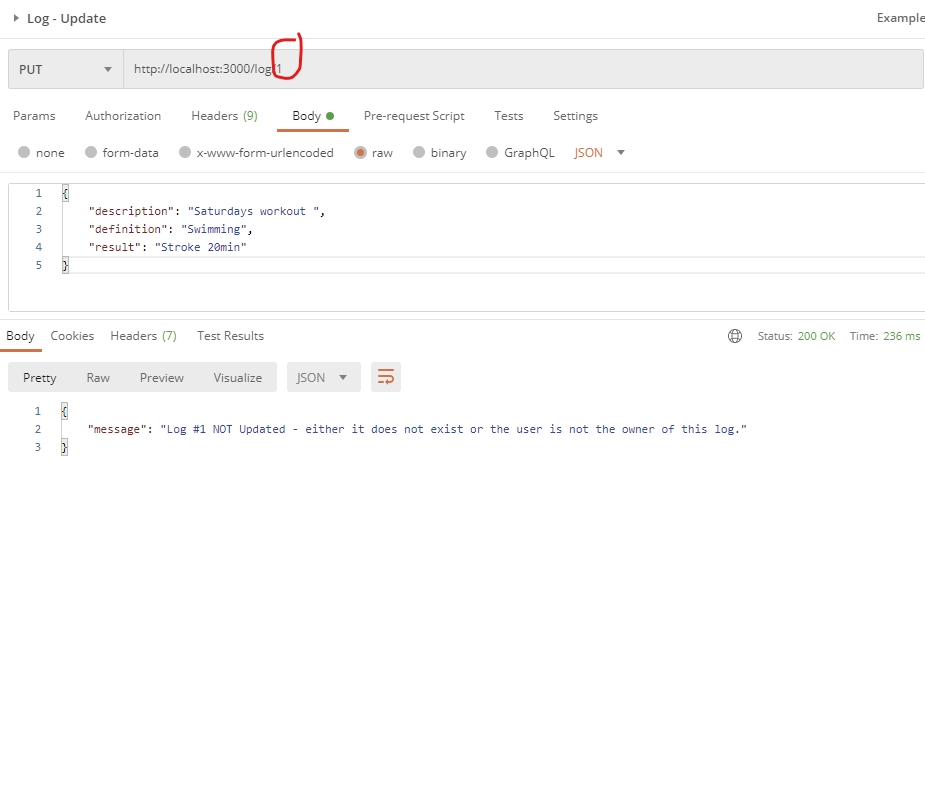 Log - Update
Example
PUT http://localhost:3000/log/1
Params Authorization Headers (9) Body Pre-request Script Tests Settings
none form-data x-www-form-urlencoded raw binary GraphQL JSON
1 {
2 "description": "Saturdays workout ",
3 "definition": "Swimming",
4 "result": "Stroke 20min"
5 }
Body Cookies Headers (7) Test Results Status: 200 OK Time: 236 ms
Pretty Raw Preview Visualize JSON
1 {
2 "message": "Log #1 NOT Updated - either it does not exist or the user is not the owner of this log."
3 }